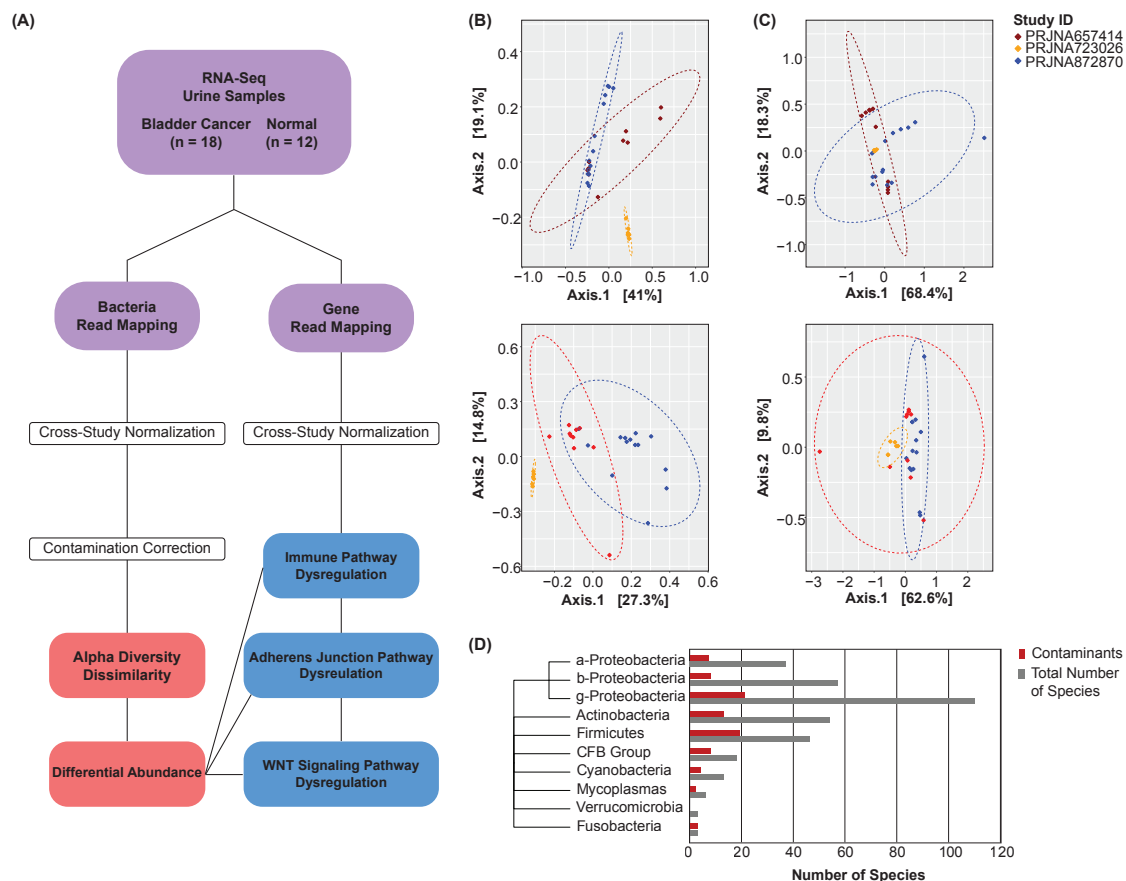 (A)
RNA-Seq
Urine Samples
Bladder Cancer Normal
(n = 18) (n = 12)
Bacteria
Read Mapping
Gene
Read Mapping
Cross-Study Normalization
Cross-Study Normalization
Contamination Correction
Immune Pathway
Dysregulation
Alpha Diversity
Dissimilarity
Adherens Junction Pathway
Dysreulation
Differential Abundance
WNT Signaling Pathway
Dysregulation
(B)
0.4
0.2
0.0
−0.2
Axis.2 [19.1%]
−1.0 −0.5 0.0 0.5 1.0
Axis.1 [41%]
0.6
0.3
0.0
−0.3
−0.6
Axis.2 [14.8%]
−0.2 0.0 0.2 0.4 0.6
Axis.1 [27.3%]
(C)
1.0
0.5
0.0
−0.5
−1.0
Axis.2 [18.3%]
−1 0 1 2
Axis.1 [68.4%]
0.5
0.0
−0.5
Axis.2 [9.8%]
−3 −2 −1 0 1 2
Axis.1 [62.6%]
Study ID
PRJNA657414
PRJNA723026
PRJNA872870
(D)
a-Proteobacteria
b-Proteobacteria
g-Proteobacteria
Actinobacteria
Firmicutes
CFB Group
Cyanobacteria
Mycoplasmas
Verrucomicrobia
Fusobacteria
0 20 40 60 80 100 120
Number of Species
Contaminants
Total Number
of Species